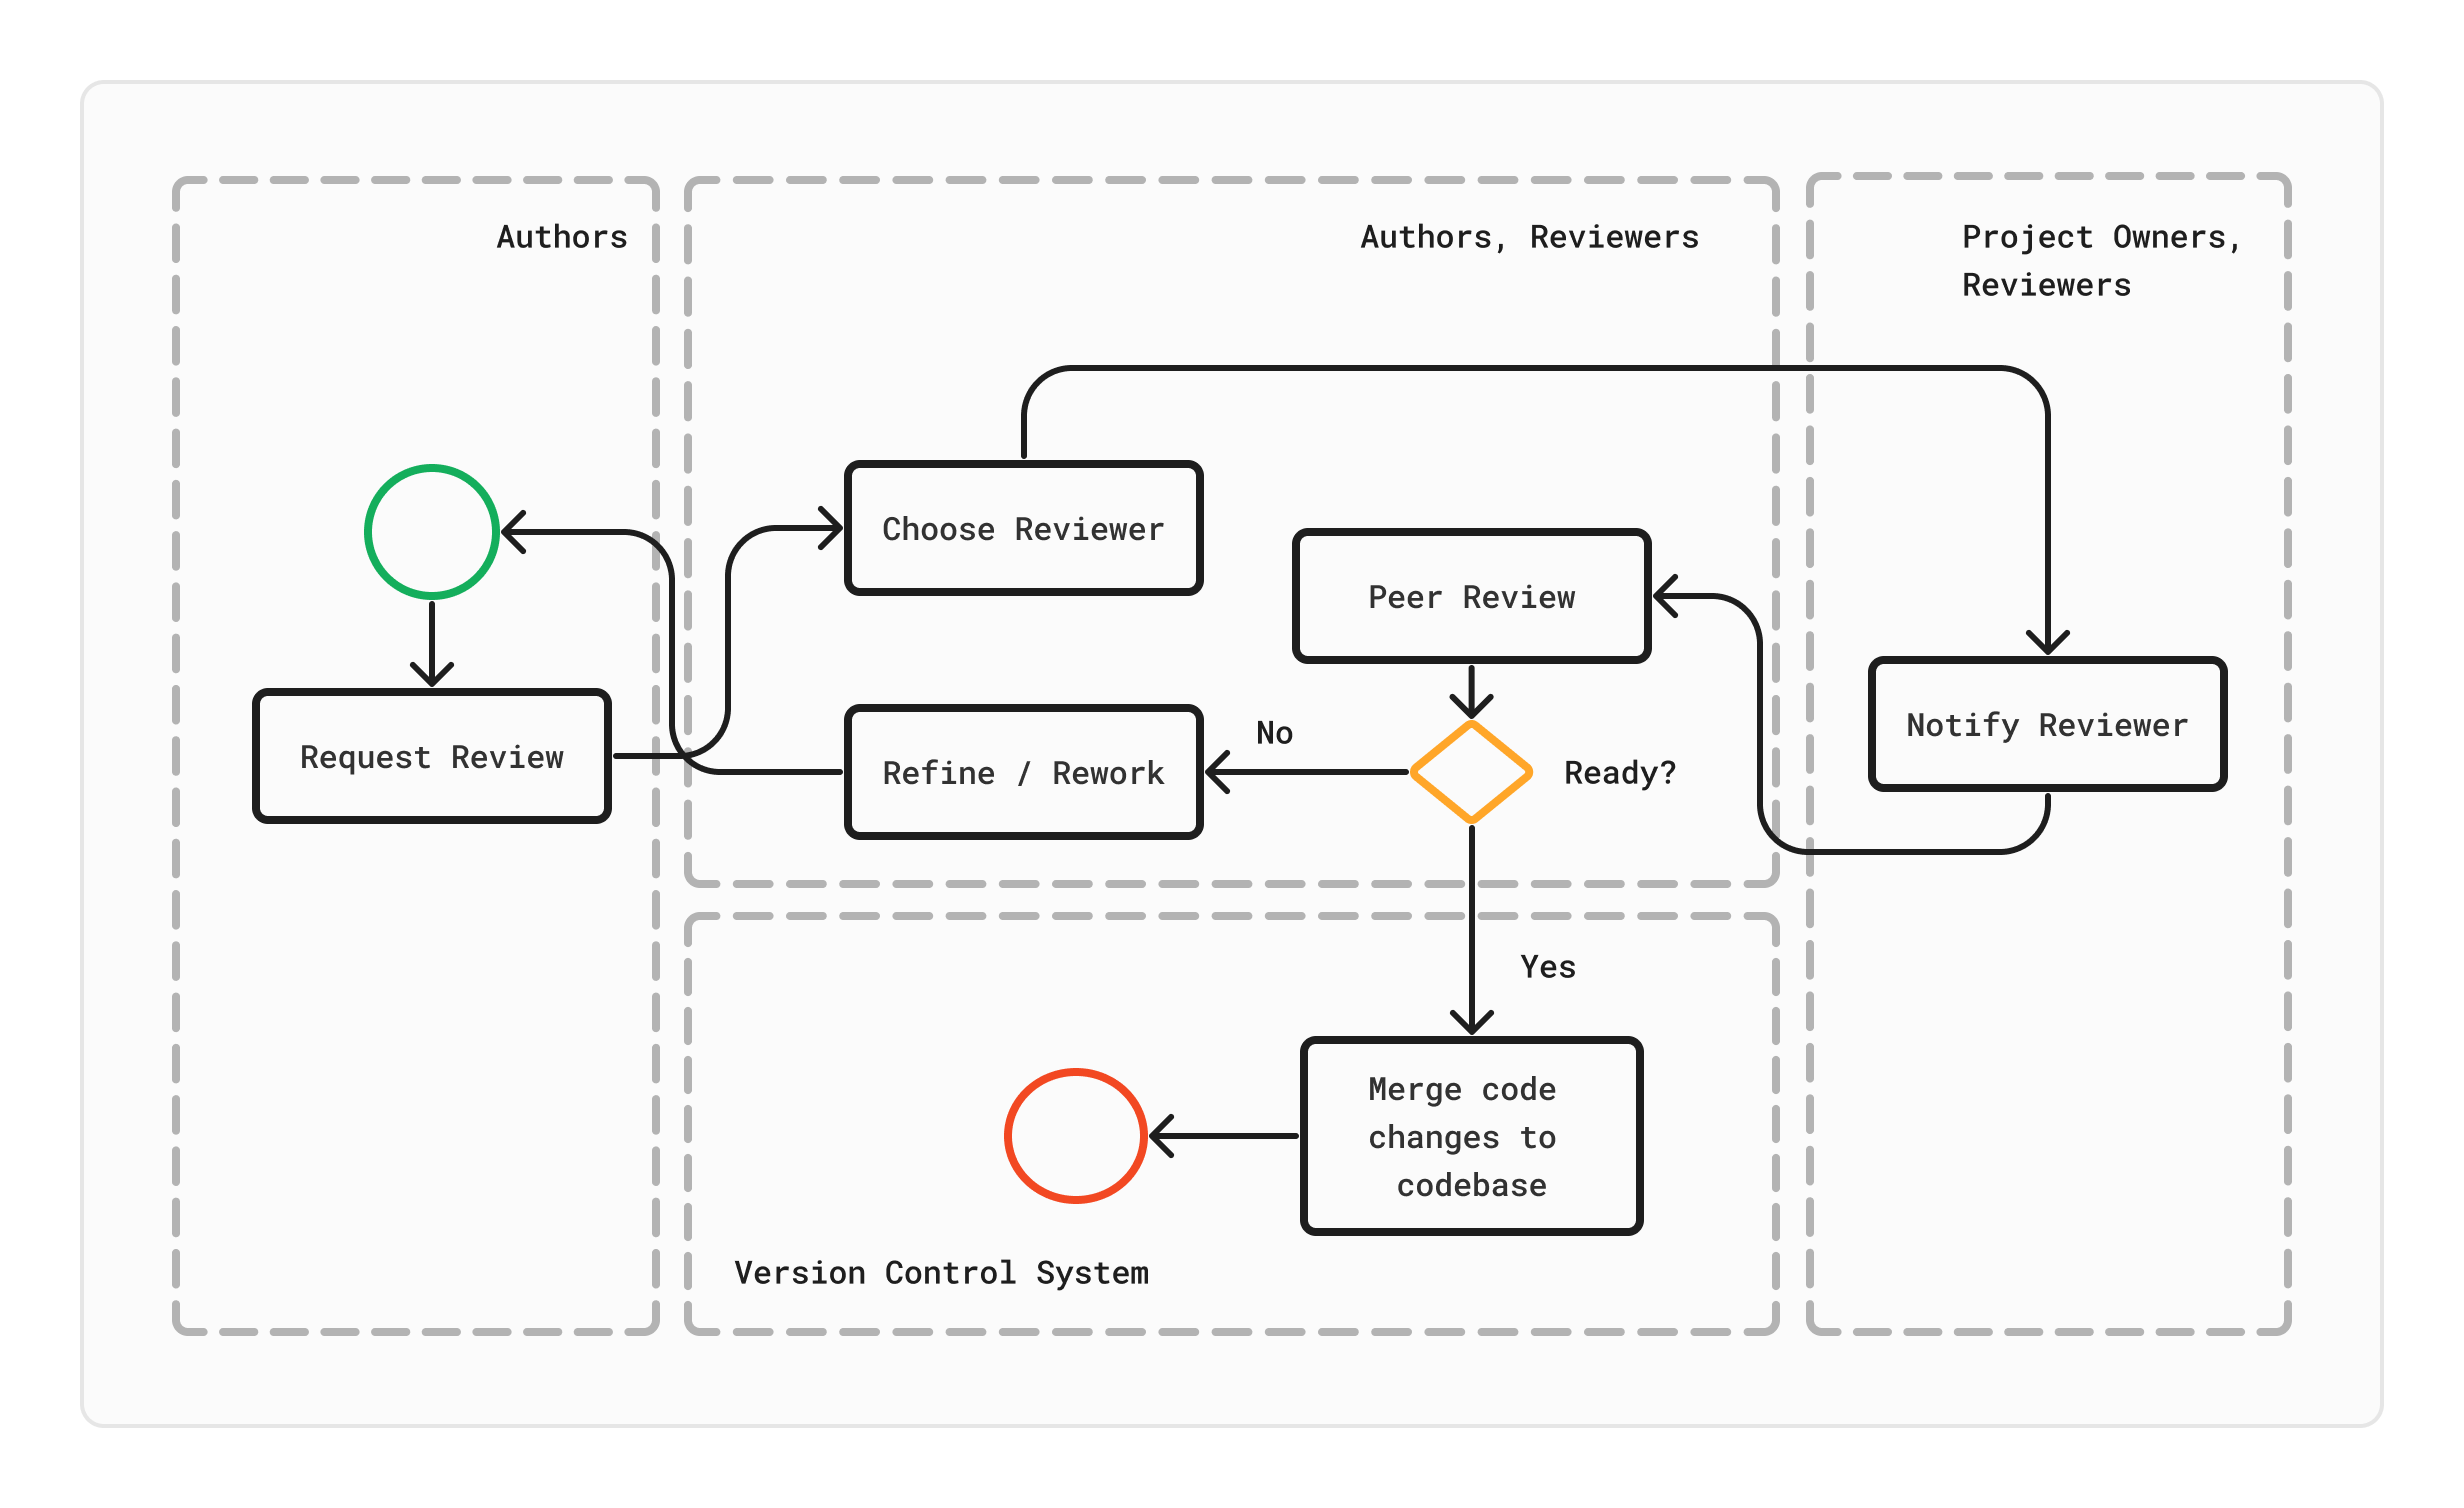 Authors
Authors, Reviewers
Project Owners,
Reviewers
Choose Reviewer
Peer Review
Notify Reviewer
Request Review
Refine / Rework
No
Ready?
Yes
Merge code
changes to
codebase
Version Control System